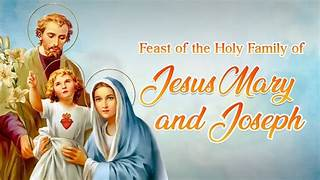 Feast of the Holy Family of
Jesus Mary
and Joseph